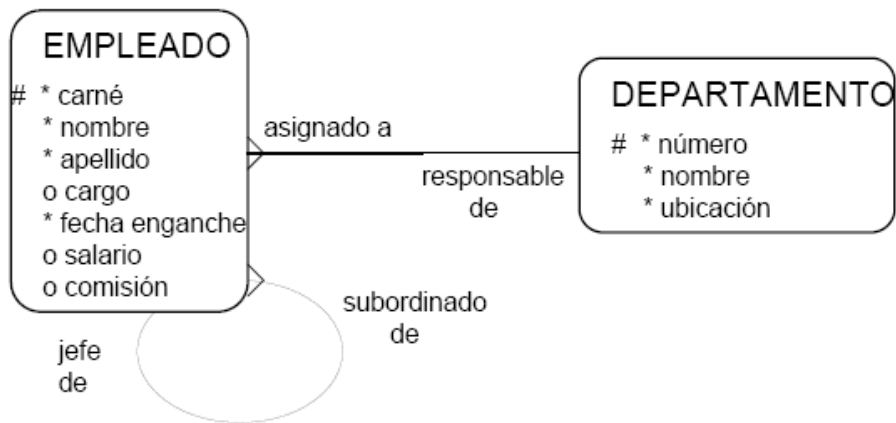 EMPLEADO
# * carné
* nombre
* apellido
o cargo
* fecha enganche
o salario
o comisión
asignado a
responsable
de
DEPARTAMENTO
# * número
* nombre
* ubicación
subordinado
de
jefe
de